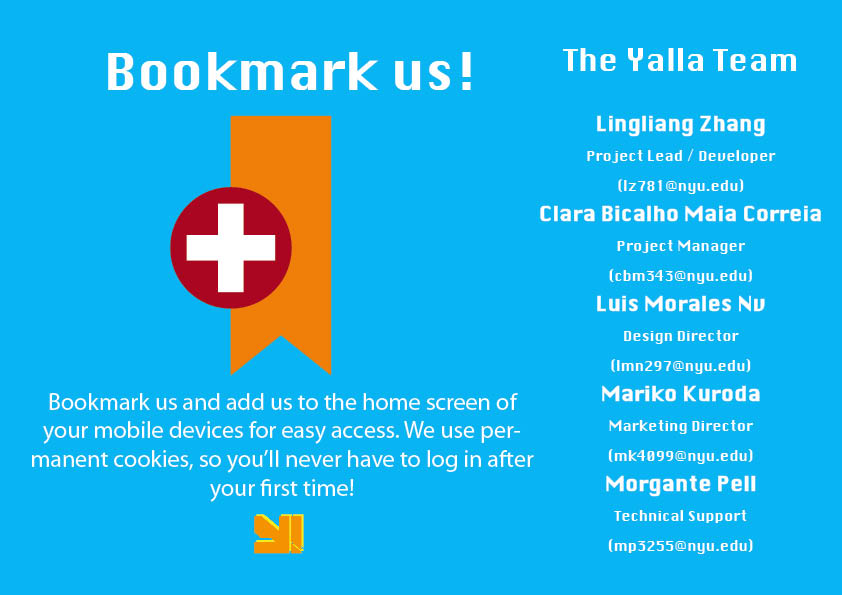 Bookmark us!
Bookmark us and add us to the home screen of
your mobile devices for easy access. We use per-
manent cookies, so you'll never have to log in after
your first time!
The Yalla Team
Lingliang Zhang
Project Lead / Developer
(lz781@nyu.edu)
Clara Bicalho Maia Correia
Project Manager
(cbm343@nyu.edu)
Luis Morales Nv
Design Director
(lmn297@nyu.edu)
Mariko Kuroda
Marketing Director
(mk4099@nyu.edu)
Morgante Pell
Technical Support
(mp3255@nyu.edu)